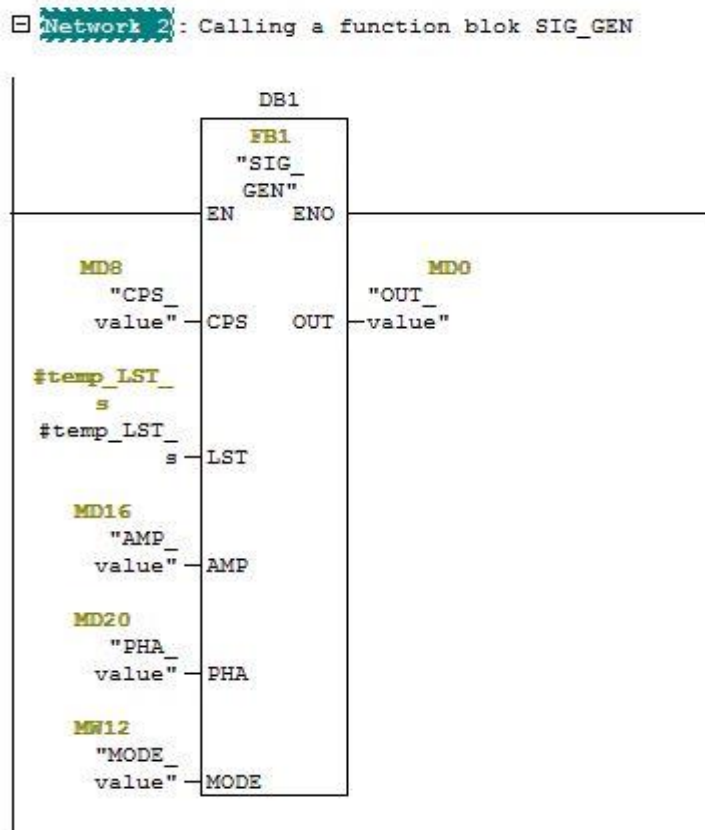 Network 2: Calling a function blok SIG_GEN
DB1
FB1
"SIG_
GEN"
EN ENO
MD8
"CPS_
value" CPS
MD0
"OUT_
OUT value"
#temp_LST_
s
#temp_LST_
s LST
MD16
"AMP_
value" AMP
MD20
"PHA_
value" PHA
MW12
"MODE_
value" MODE